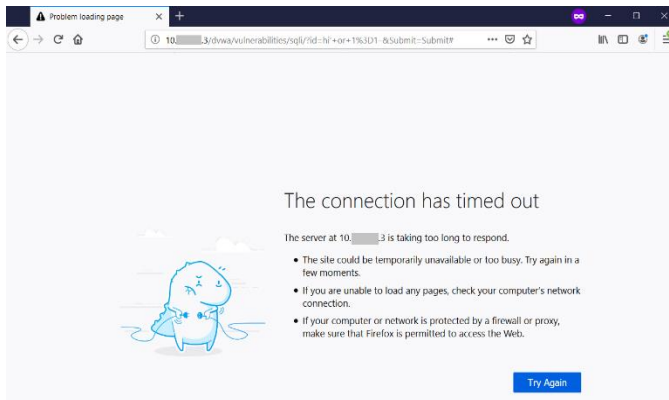 Problem loading page
10. .3/dvwa/vulnerabilities/sqli/?id=hi'+or+1%3D1--&Submit=Submit#
The connection has timed out
The server at 10. .3 is taking too long to respond.
The site could be temporarily unavailable or too busy. Try again in a
few moments.
If you are unable to load any pages, check your computer's network
connection.
If your computer or network is protected by a firewall or proxy,
make sure that Firefox is permitted to access the Web.
Try Again